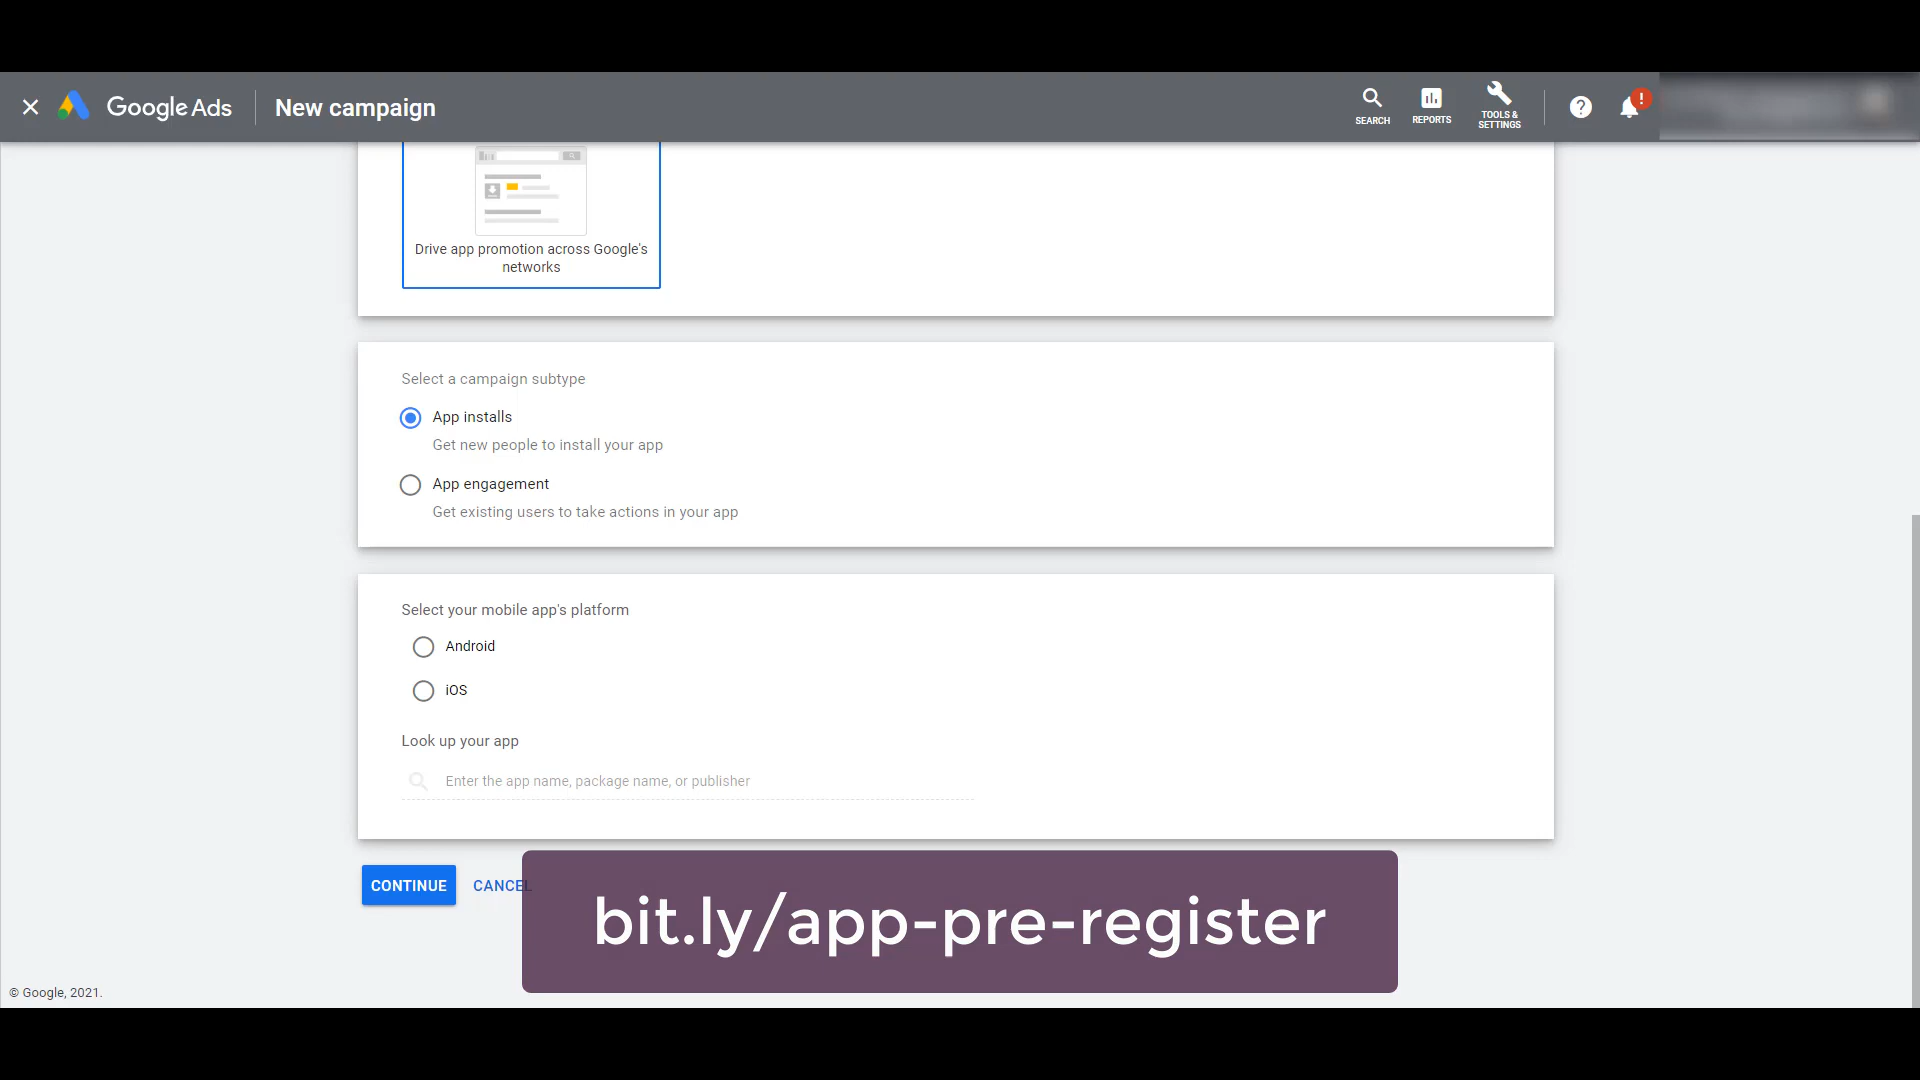 Google Ads
New campaign
SEARCH
REPORTS
TOOLS &
SETTINGS
?
!
Drive app promotion across Google's
networks
Select a campaign subtype
App installs
Get new people to install your app
App engagement
Get existing users to take actions in your app
Select your mobile app's platform
Android
iOS
Look up your app
Enter the app name, package name, or publisher
CONTINUE
CANCEL
bit.ly/app-pre-register
© Google, 2021.